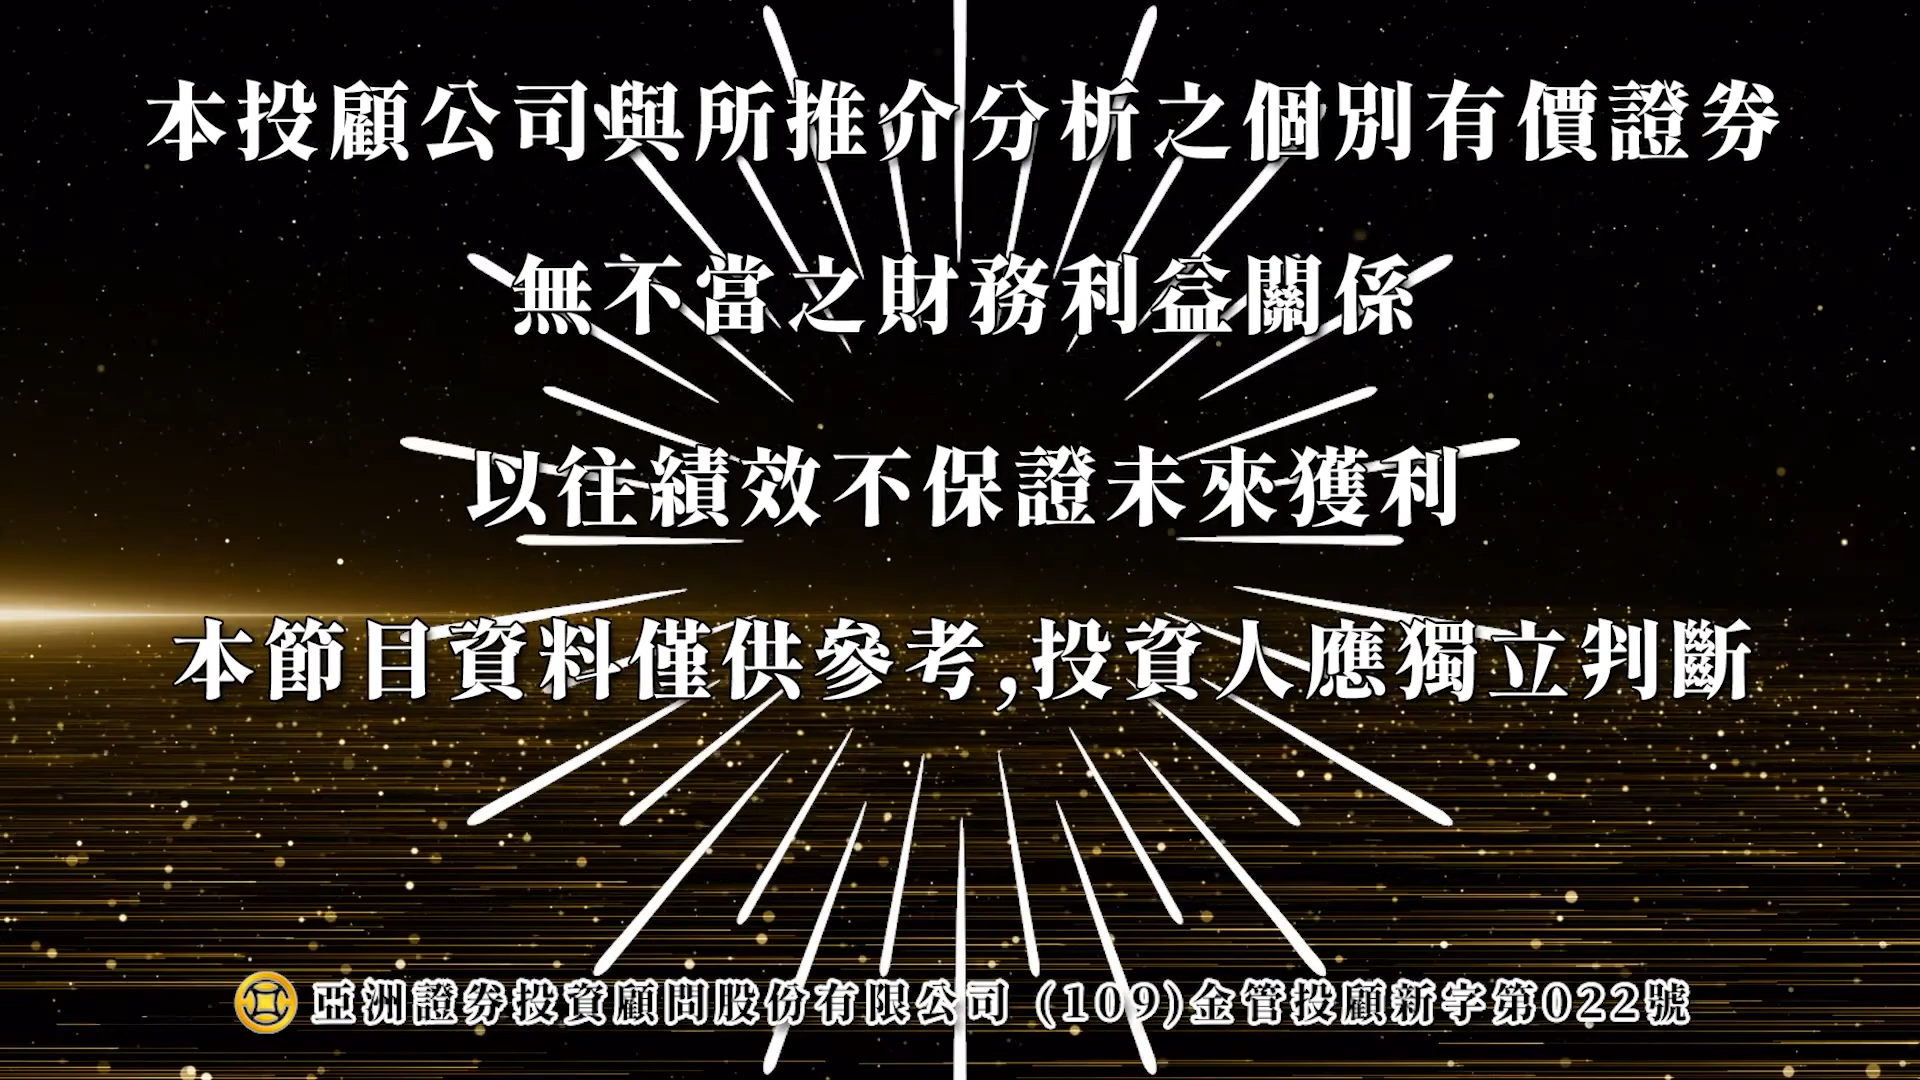 本投顧公司與所推介分析之個別有價證券
無不當之財務利益關係
以往績效不保證未來獲利
本節目資料僅供參考,投資人應獨立判斷
亞洲證券投資顧問股份有限公司 (109)金管投顧新字第022號